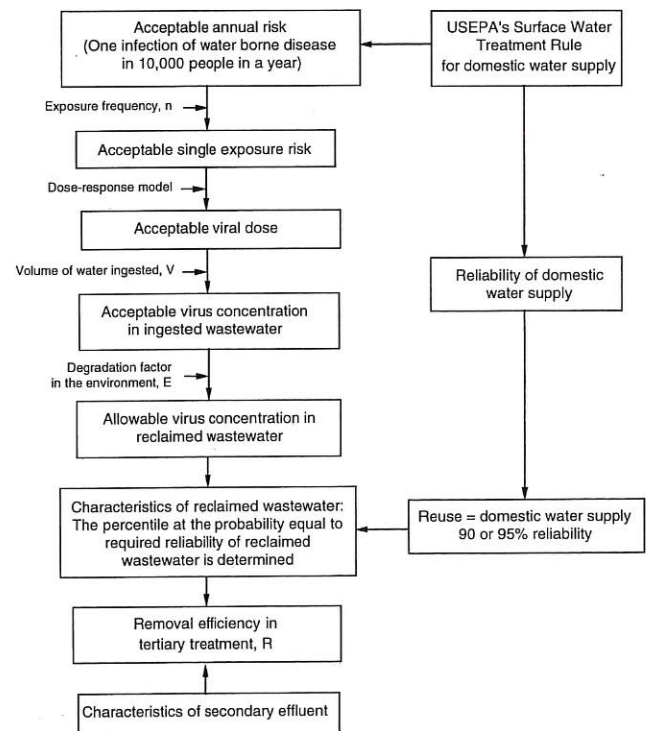 Acceptable annual risk
(One infection of water borne disease
in 10,000 people in a year)
USEPA's Surface Water
Treatment Rule
for domestic water supply
Exposure frequency, n
Acceptable single exposure risk
Dose-response model
Acceptable viral dose
Volume of water ingested, V
Reliability of domestic
water supply
Acceptable virus concentration
in ingested wastewater
Degradation factor
in the environment, E
Allowable virus concentration in
reclaimed wastewater
Characteristics of reclaimed wastewater:
The percentile at the probability equal to
required reliability of reclaimed
wastewater is determined
Reuse = domestic water supply
90 or 95% reliability
Removal efficiency in
tertiary treatment, R
Characteristics of secondary effluent